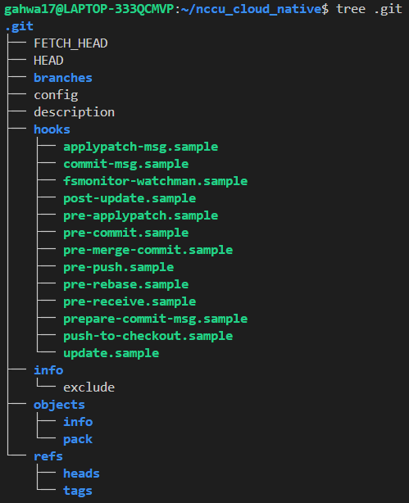 gahwa17@LAPTOP-333QCMVP:~/nccu_cloud_native$ tree .git
.git
├── FETCH_HEAD
├── HEAD
├── branches
├── config
├── description
├── hooks
│   ├── applypatch-msg.sample
│   ├── commit-msg.sample
│   ├── fsmonitor-watchman.sample
│   ├── post-update.sample
│   ├── pre-applypatch.sample
│   ├── pre-commit.sample
│   ├── pre-merge-commit.sample
│   ├── pre-push.sample
│   ├── pre-rebase.sample
│   ├── pre-receive.sample
│   ├── prepare-commit-msg.sample
│   ├── push-to-checkout.sample
│   └── update.sample
├── info
│   └── exclude
├── objects
│   ├── info
│   └── pack
└── refs
    ├── heads
    └── tags